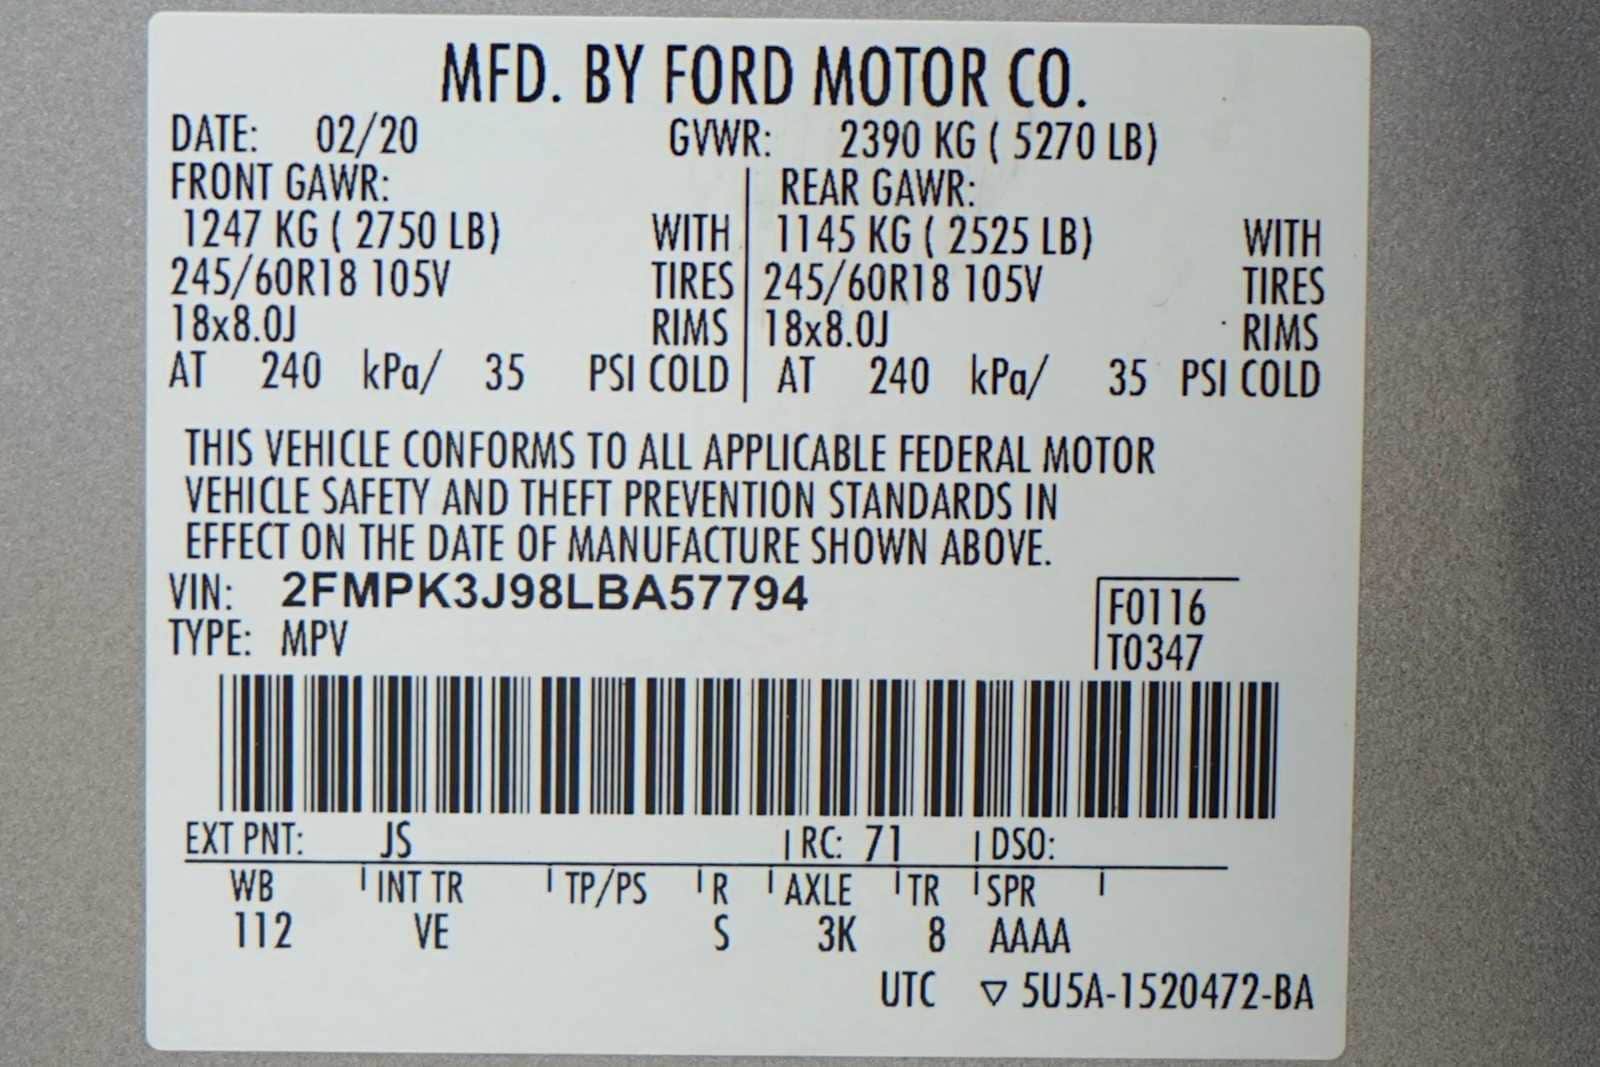 MFD. BY FORD MOTOR CO.
DATE: 02/20 GVWR: 2390 KG ( 5270 LB)
FRONT GAWR: REAR GAWR:
1247 KG ( 2750 LB) WITH 1145 KG ( 2525 LB) WITH
245/60R18 105V TIRES 245/60R18 105V TIRES
18x8.0J RIMS 18x8.0J RIMS
AT 240 kPa/ 35 PSI COLD AT 240 kPa/ 35 PSI COLD
THIS VEHICLE CONFORMS TO ALL APPLICABLE FEDERAL MOTOR
VEHICLE SAFETY AND THEFT PREVENTION STANDARDS IN
EFFECT ON THE DATE OF MANUFACTURE SHOWN ABOVE.
VIN: 2FMPK3J98LBA57794 F0116
TYPE: MPV T0347
EXT PNT: JS RC: 71 DSO:
WB INT TR TP/PS R AXLE TR SPR
112 VE S 3K 8 AAAA
UTC ▽ 5U5A-1520472-BA